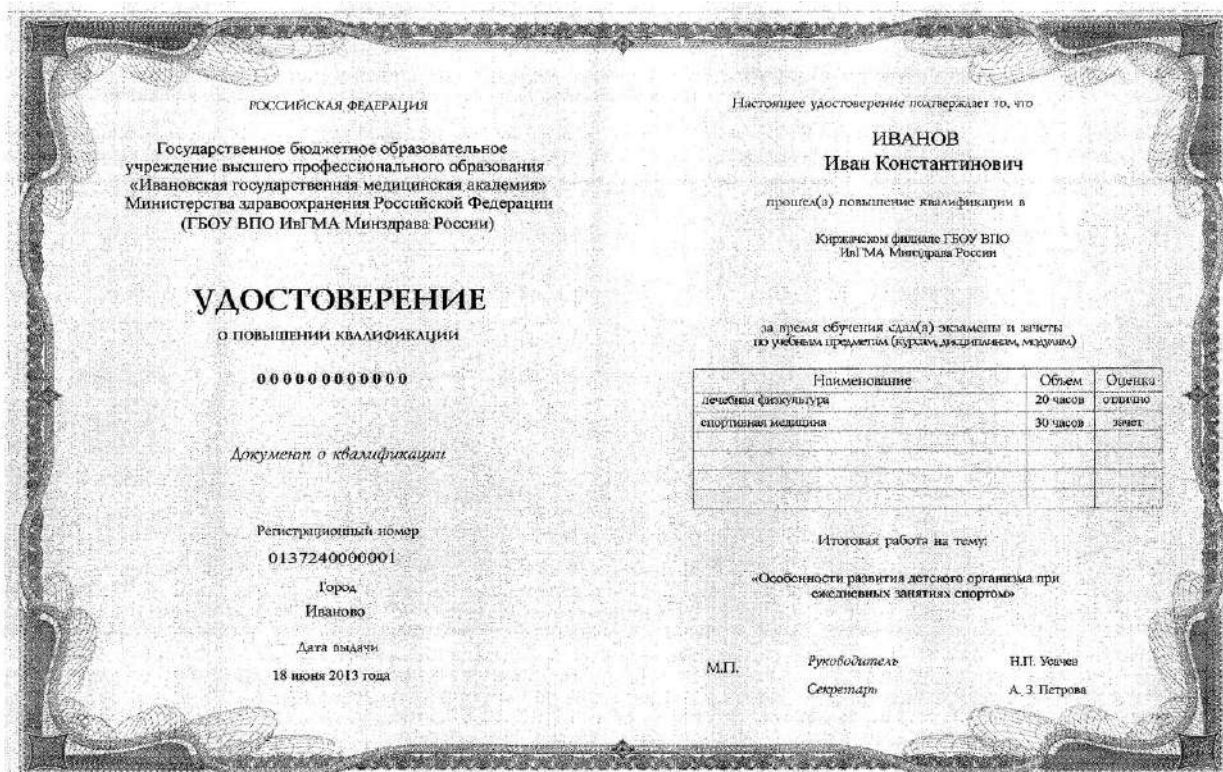 РОССИЙСКАЯ ФЕДЕРАЦИЯ
Государственное бюджетное образовательное
учреждение высшего профессионального образования
«Ивановская государственная медицинская академия»
Министерства здравоохранения Российской Федерации
(ГБОУ ВПО ИвГМА Минздрава России)
УДОСТОВЕРЕНИЕ
О ПОВЫШЕНИИ КВАЛИФИКАЦИИ
000000000000
Документ о квалификации
Регистрационный номер
0137240000001
Город
Иваново
Дата выдачи
18 июня 2013 года
Настоящее удостоверение подтверждает то, что
ИВАНОВ
Иван Константинович
прошел(а) повышение квалификации в
Киржачском филиале ГБОУ ВПО
ИвГМА Минздрава России
за время обучения сдал(а) экзамены и зачеты
по учебным предметам (курсам, дисциплинам, модулям)
Наименование Объем Оценка
лечебная физкультура 20 часов отлично
спортивная медицина 30 часов зачет
Итоговая работа на тему:
«Особенности развития детского организма при
ежедневных занятиях спортом»
М.П.
Руководитель Н.П. Усачев
Секретарь А. З. Петрова